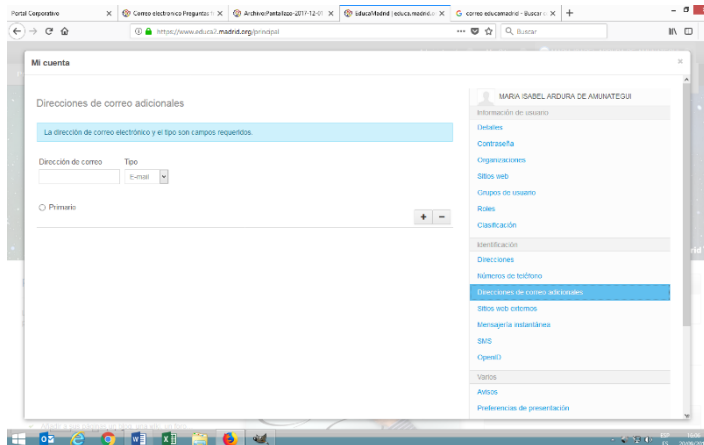 Portal Corporativo
Correo electronico Preguntas
Archivo:Pantallazo-2017-12-01
EducaMadrid | educa.madrid.o
correo educamadrid - Buscar
https://www.educa2.madrid.org/principal
Buscar
Mi cuenta
Direcciones de correo adicionales
La dirección de correo electrónico y el tipo son campos requeridos.
Dirección de correo Tipo
E-mail
Primario
+ −
MARIA ISABEL ARDURA DE AMUNATEGUI
Información de usuario
Detalles
Contraseña
Organizaciones
Sitios web
Grupos de usuario
Roles
Clasificación
Identificación
Direcciones
Números de teléfono
Direcciones de correo adicionales
Sitios web externos
Mensajería instantánea
SMS
OpenID
Varios
Avisos
Preferencias de presentación
ESP
ES